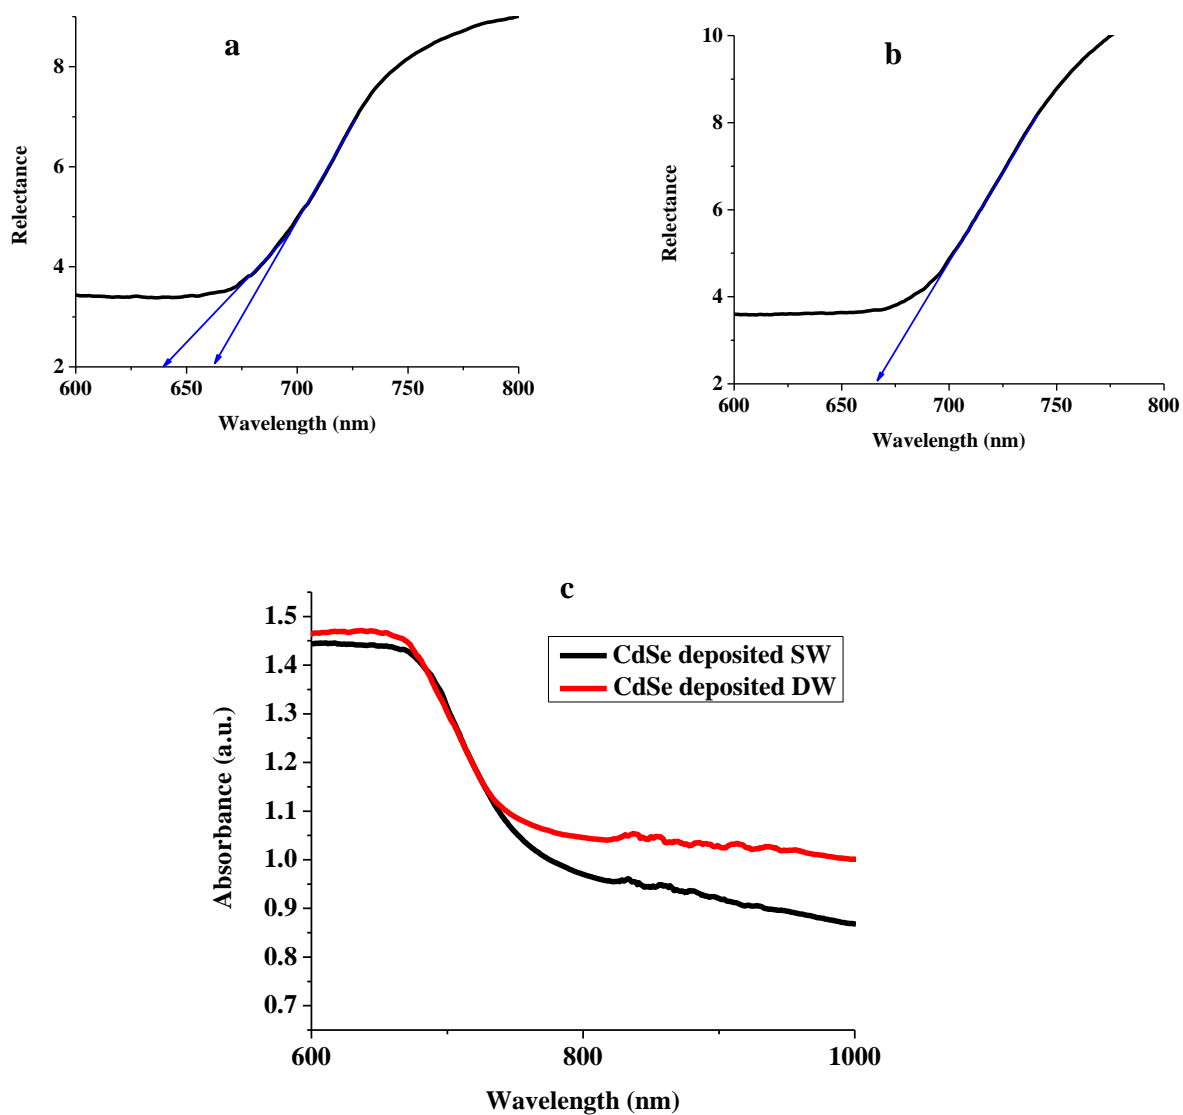 a
8
6
4
2
Relectance
600
650
700
750
800
Wavelength (nm)
b
10
8
6
4
2
Relectance
600
650
700
750
800
Wavelength (nm)
c
1.5
1.4
1.3
1.2
1.1
1.0
0.9
0.8
0.7
Absorbance (a.u.)
CdSe deposited SW
CdSe deposited DW
600
800
1000
Wavelength (nm)